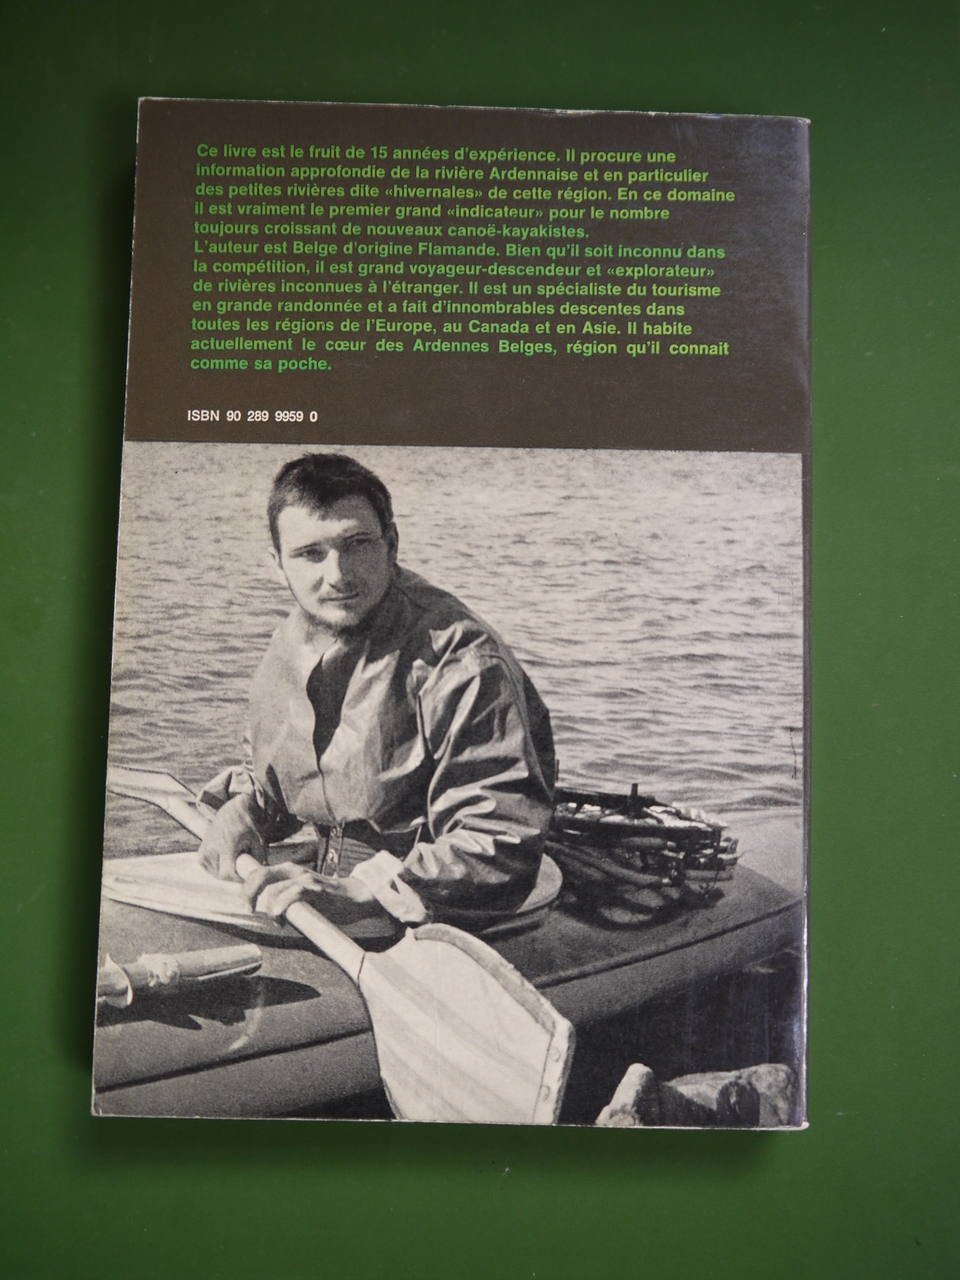 Ce livre est le fruit de 15 années d'expérience. Il procure une
information approfondie de la rivière Ardennaise et en particulier
des petites rivières dite «hivernales» de cette région. En ce domaine
il est vraiment le premier grand «indicateur» pour le nombre
toujours croissant de nouveaux canoë-kayakistes.
L'auteur est Belge d'origine Flamande. Bien qu'il soit inconnu dans
la compétition, il est grand voyageur-descendeur et «explorateur»
de rivières inconnues à l'étranger. Il est un spécialiste du tourisme
en grande randonnée et a fait d'innombrables descentes dans
toutes les régions de l'Europe, au Canada et en Asie. Il habite
actuellement le cœur des Ardennes Belges, région qu'il connait
comme sa poche.
ISBN 90 289 9959 0